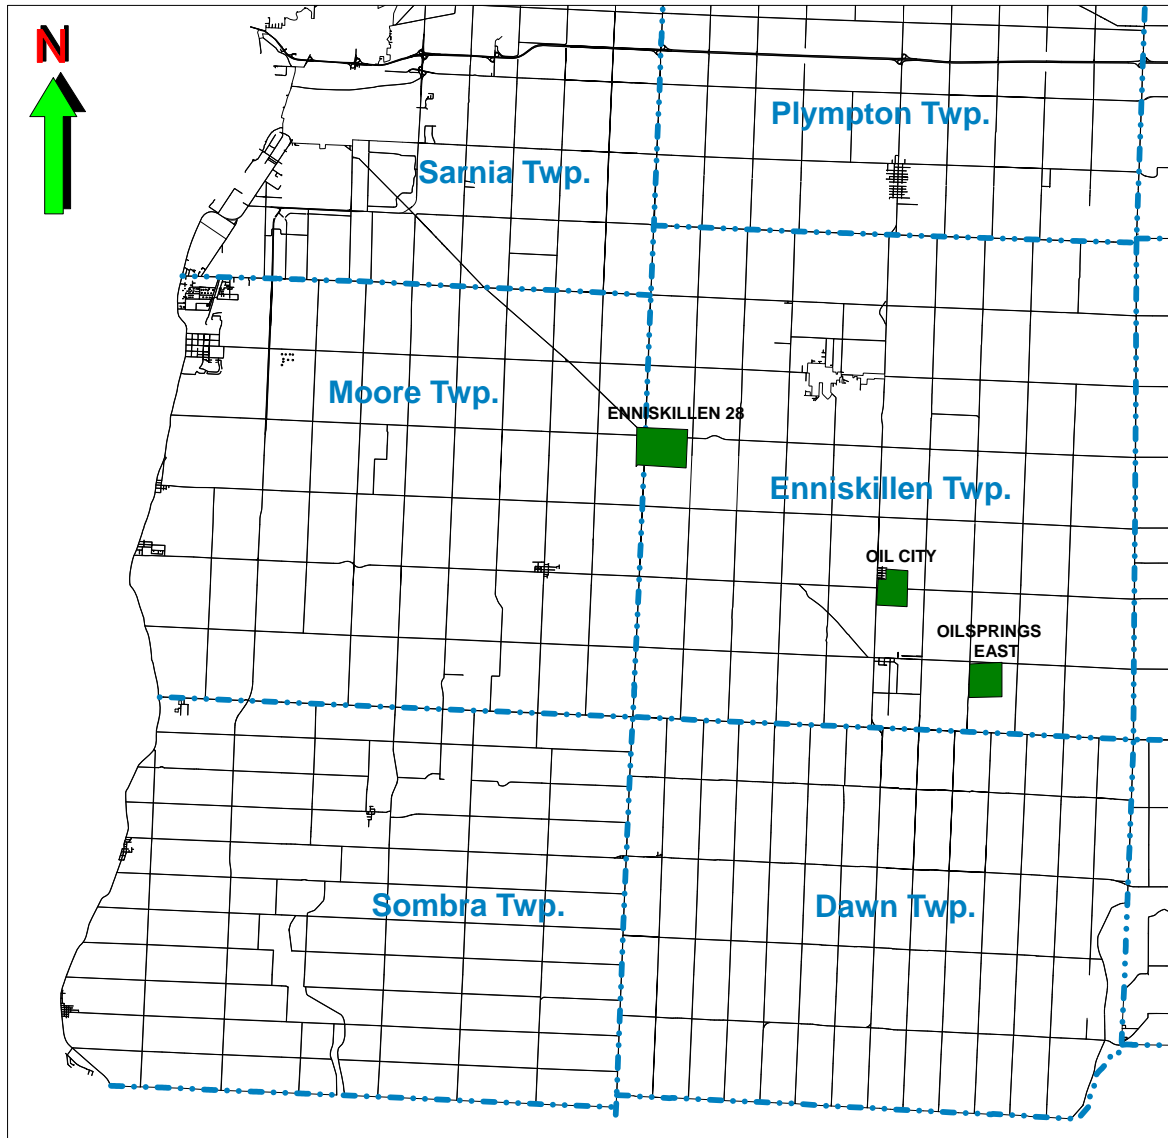 N
Plympton Twp.
Sarnia Twp.
Moore Twp.
ENNISKILLEN 28
Enniskillen Twp.
OIL CITY
OILSPRINGS
EAST
Sombra Twp.
Dawn Twp.